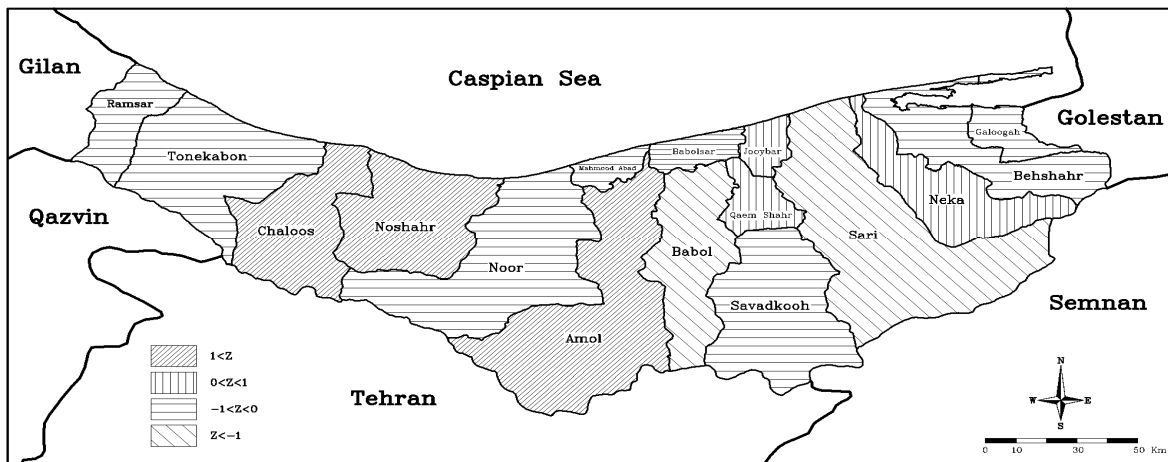 Gilan
Caspian Sea
Golestan
Ramsar
Tonekabon
Mahmood Abad
Babolsar
Jooybar
Galoogah
Behshahr
Neka
Qazvin
Chaloos
Noshahr
Qaem Shahr
Sari
Noor
Babol
Savadkooh
Semnan
Amol
Tehran
1<Z
0<Z<1
-1<Z<0
Z<-1
N
W E
S
0 10 30 50 Km